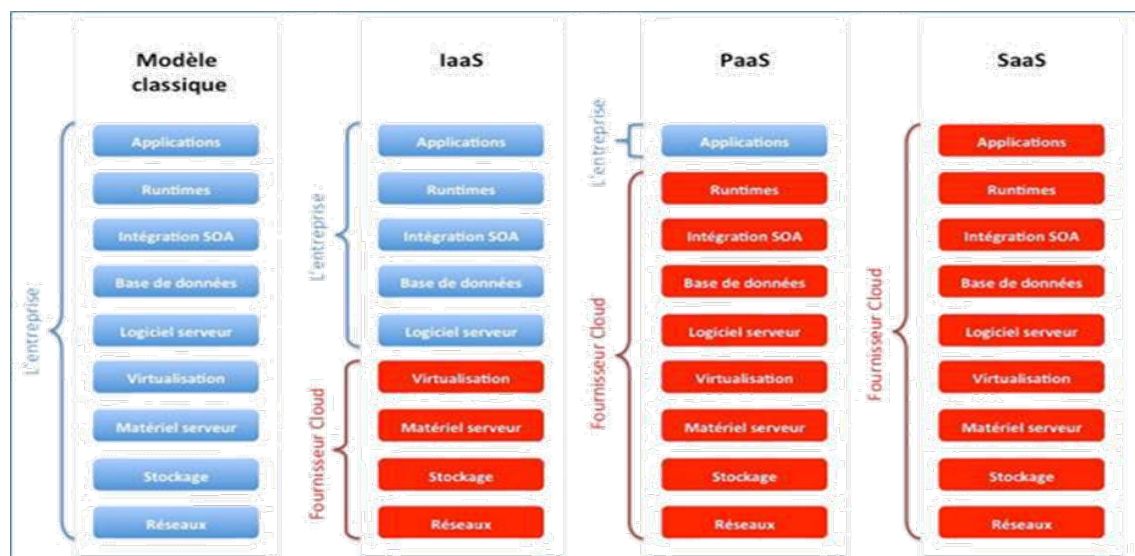 Modèle
classique
L'entreprise
Applications
Runtimes
Intégration SOA
Base de données
Logiciel serveur
Virtualisation
Matériel serveur
Stockage
Réseaux
IaaS
L'entreprise
Fournisseur Cloud
Applications
Runtimes
Intégration SOA
Base de données
Logiciel serveur
Virtualisation
Matériel serveur
Stockage
Réseaux
PaaS
L'entreprise
Fournisseur Cloud
Applications
Runtimes
Intégration SOA
Base de données
Logiciel serveur
Virtualisation
Matériel serveur
Stockage
Réseaux
SaaS
Fournisseur Cloud
Applications
Runtimes
Intégration SOA
Base de données
Logiciel serveur
Virtualisation
Matériel serveur
Stockage
Réseaux